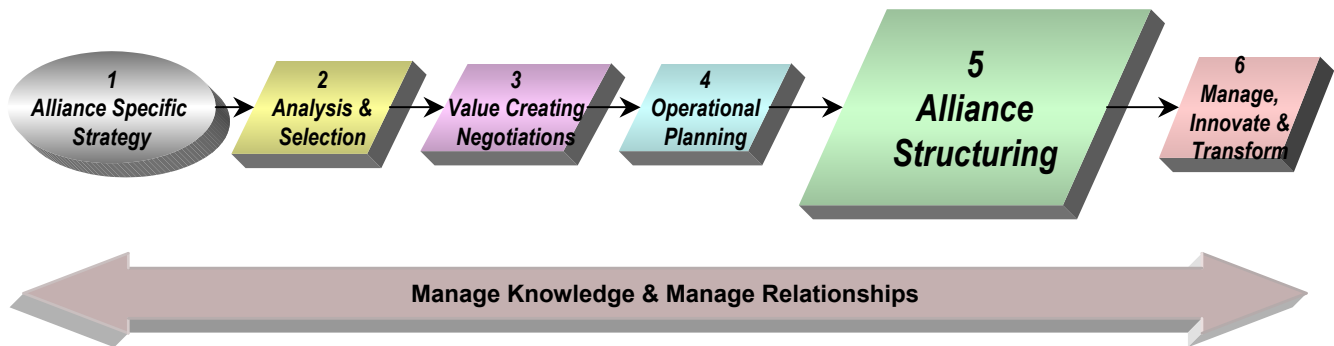 1
Alliance Specific
Strategy
2
Analysis &
Selection
3
Value Creating
Negotiations
4
Operational
Planning
5
Alliance
Structuring
6
Manage,
Innovate &
Transform
Manage Knowledge & Manage Relationships